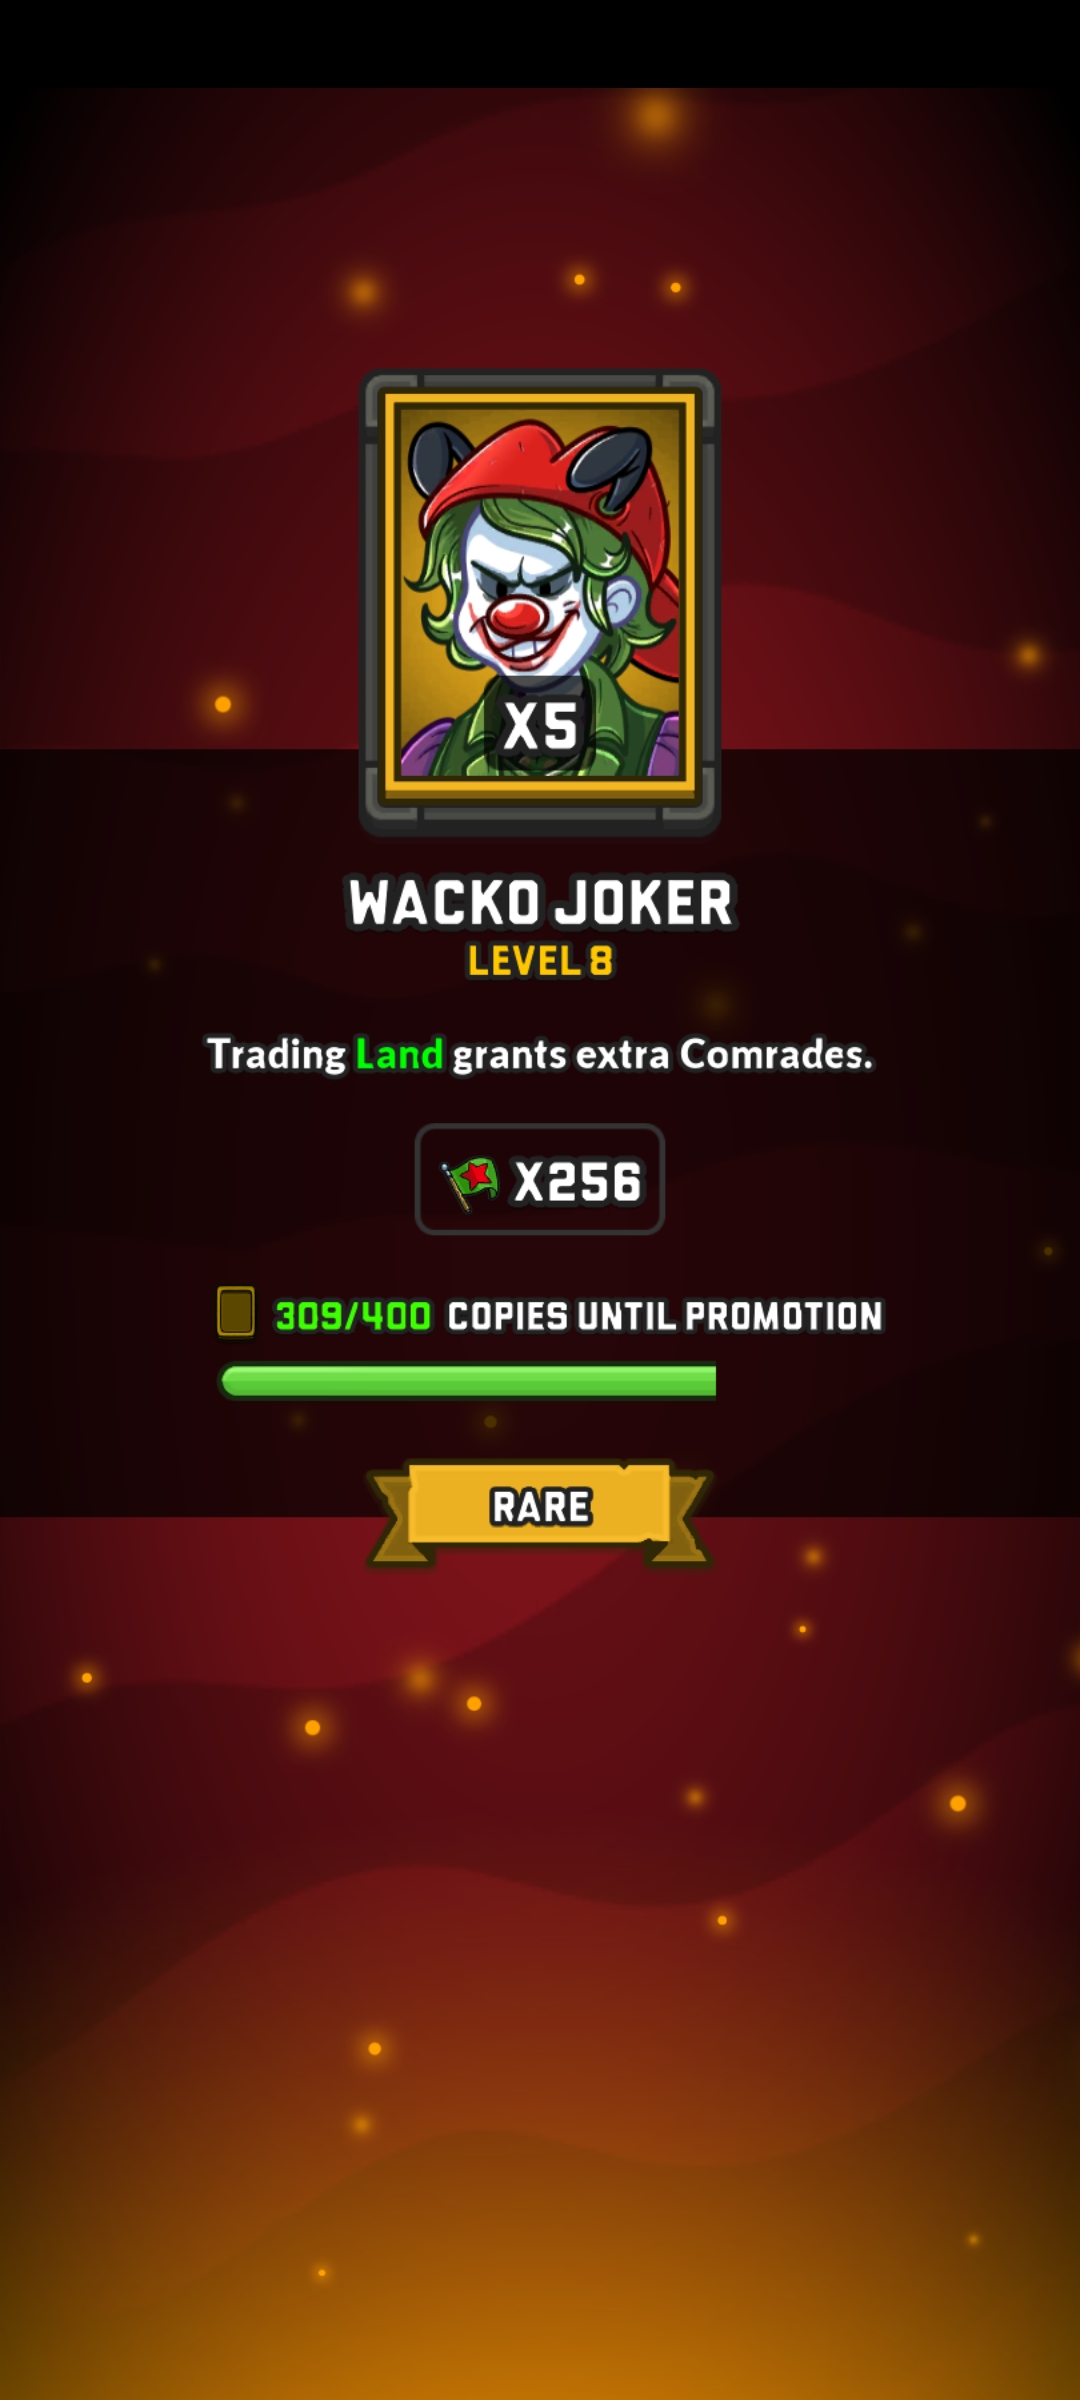 X5
WACKO JOKER
LEVEL 8
Trading Land grants extra Comrades.
X256
309/400 COPIES UNTIL PROMOTION
RARE